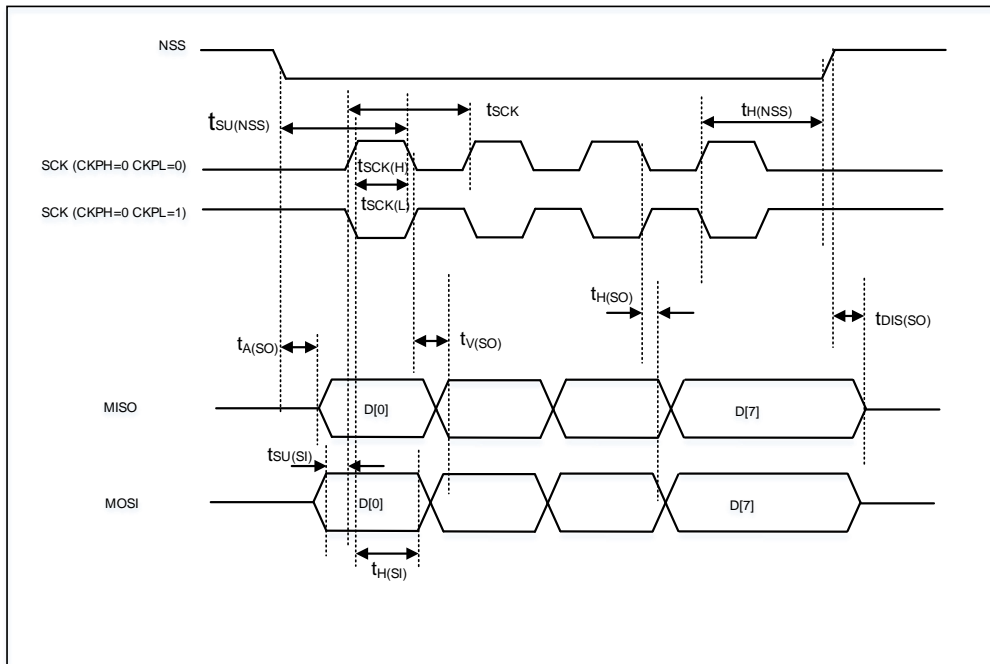 NSS
tSCK
tH(NSS)
tSU(NSS)
SCK (CKPH=0 CKPL=0)
tSCK(H)
tSCK(L)
SCK (CKPH=0 CKPL=1)
tH(SO)
tDIS(SO)
tV(SO)
tA(SO)
MISO
D[0]
D[7]
tSU(SI)
MOSI
D[0]
D[7]
tH(SI)